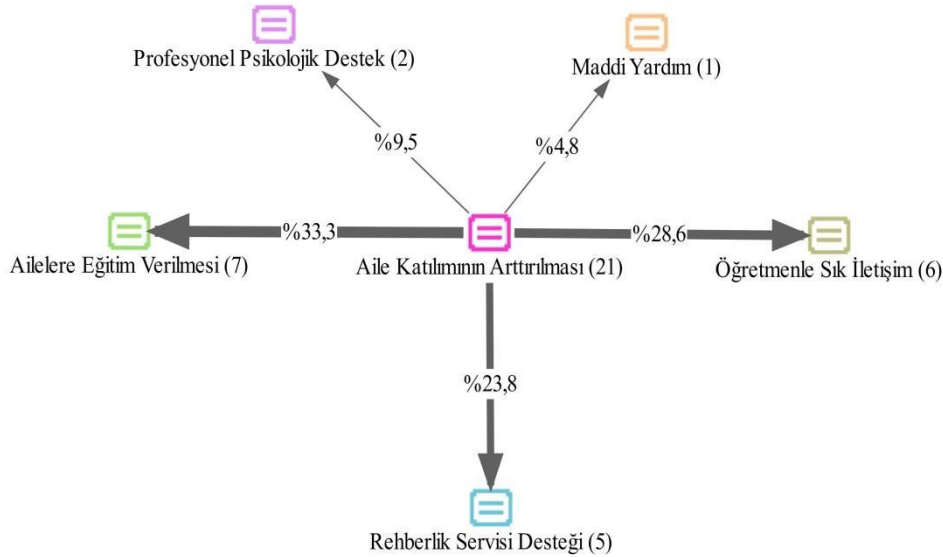 Profesyonel Psikolojik Destek (2)
Maddi Yardım (1)
%9,5
%4,8
%33,3
%28,6
Ailelere Eğitim Verilmesi (7)
Aile Katılımının Arttırılması (21)
Öğretmenle Sık İletişim (6)
%23,8
Rehberlik Servisi Desteği (5)